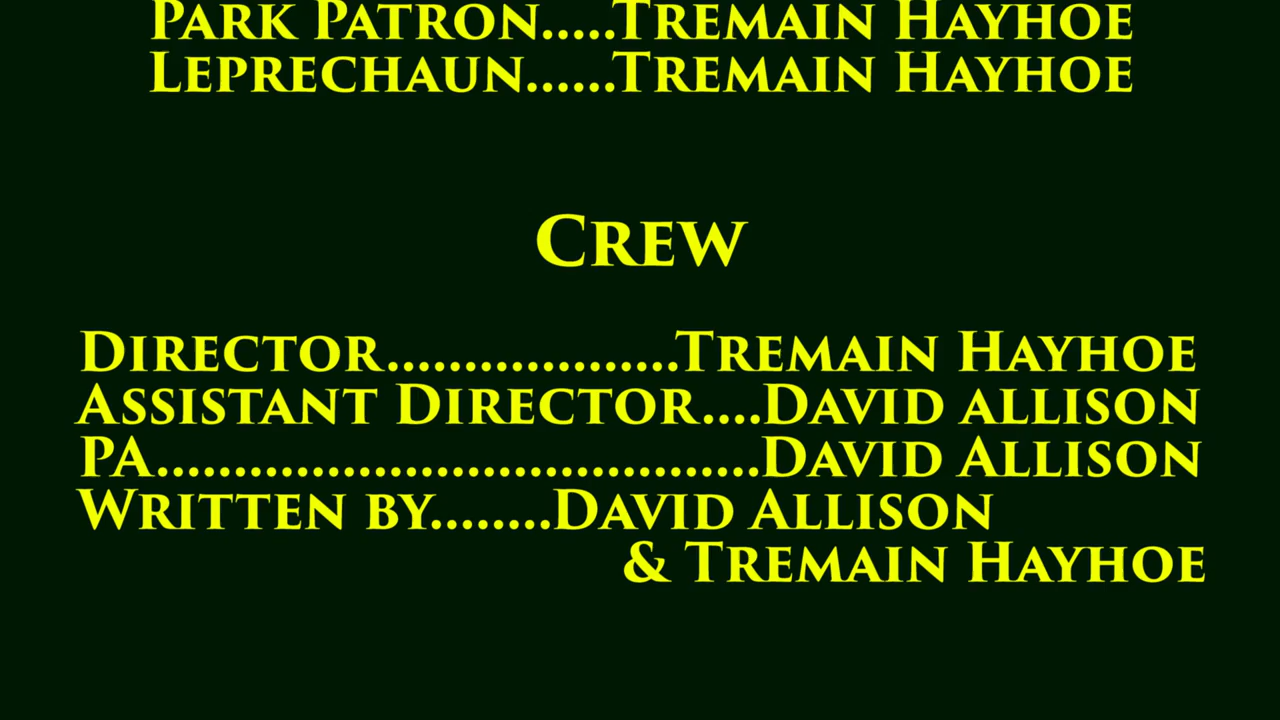 Park Patron.....Tremain Hayhoe
Leprechaun......Tremain Hayhoe
Crew
Director...................Tremain Hayhoe
Assistant Director....David allison
PA.......................................David Allison
Written by........David Allison
& Tremain Hayhoe